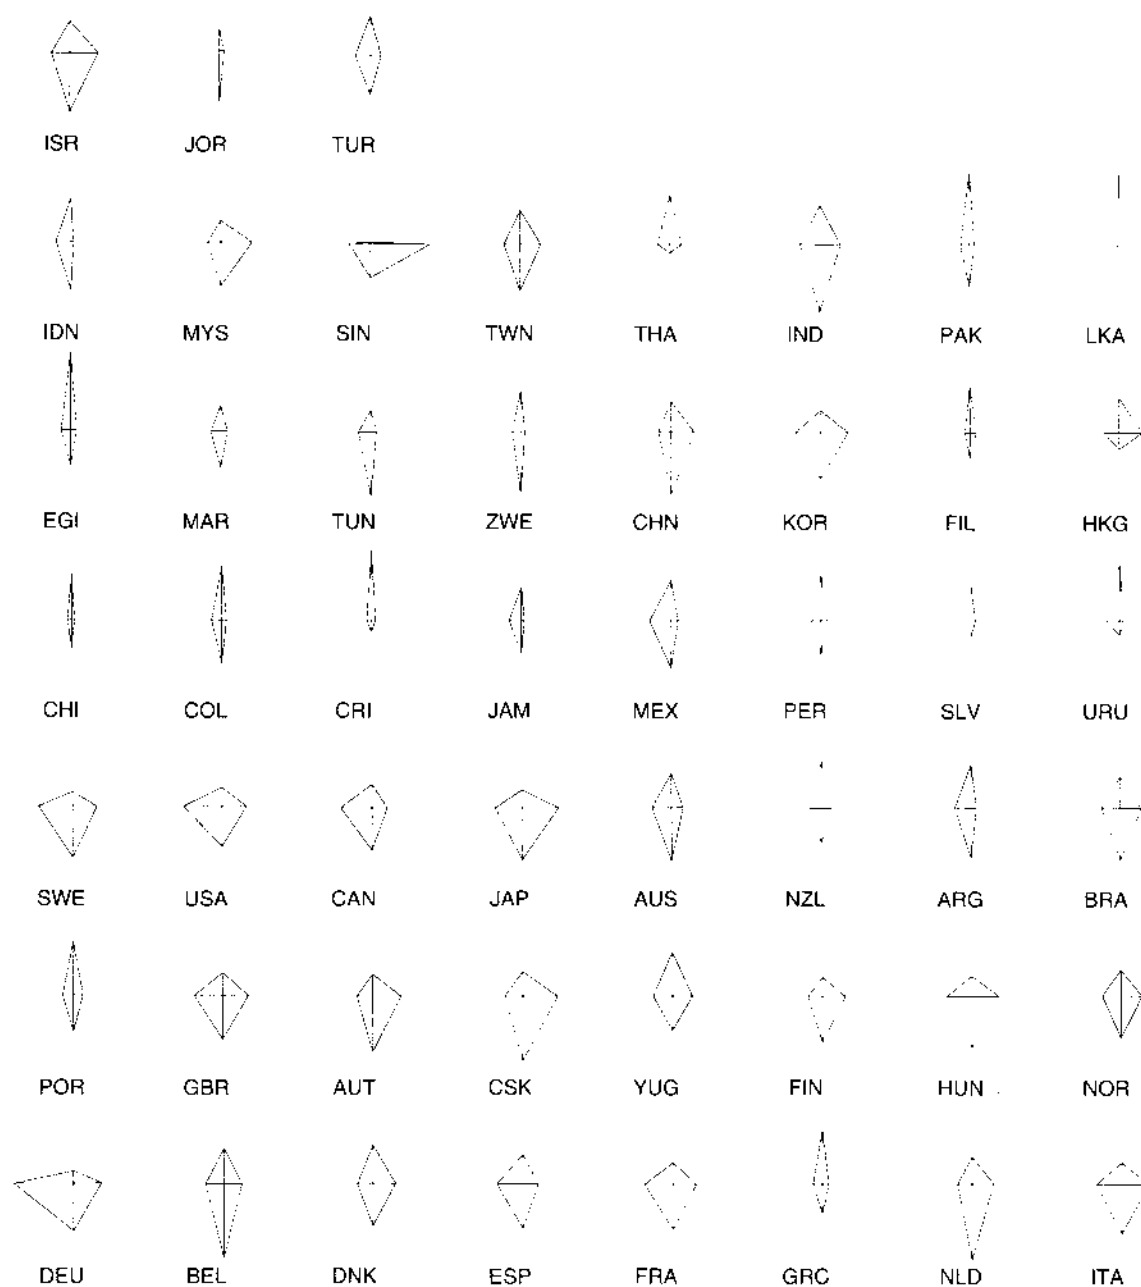 ISR JOR TUR
IDN MYS SIN TWN THA IND PAK LKA
EGI MAR TUN ZWE CHN KOR FIL HKG
CHI COL CRI JAM MEX PER SLV URU
SWE USA CAN JAP AUS NZL ARG BRA
POR GBR AUT CSK YUG FIN HUN NOR
DEU BEL DNK ESP FRA GRC NLD ITA